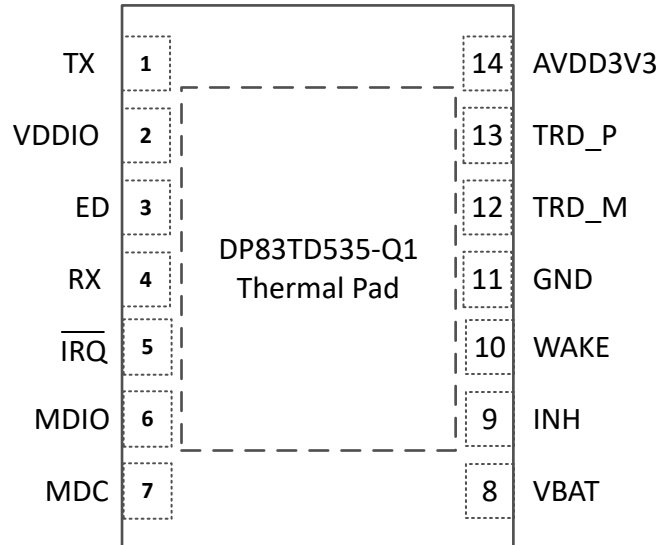 TX 1 14 AVDD3V3
VDDIO 2 13 TRD_P
ED 3 12 TRD_M
DP83TD535-Q1
Thermal Pad
RX 4 11 GND
IRQ 5 10 WAKE
MDIO 6 9 INH
MDC 7 8 VBAT